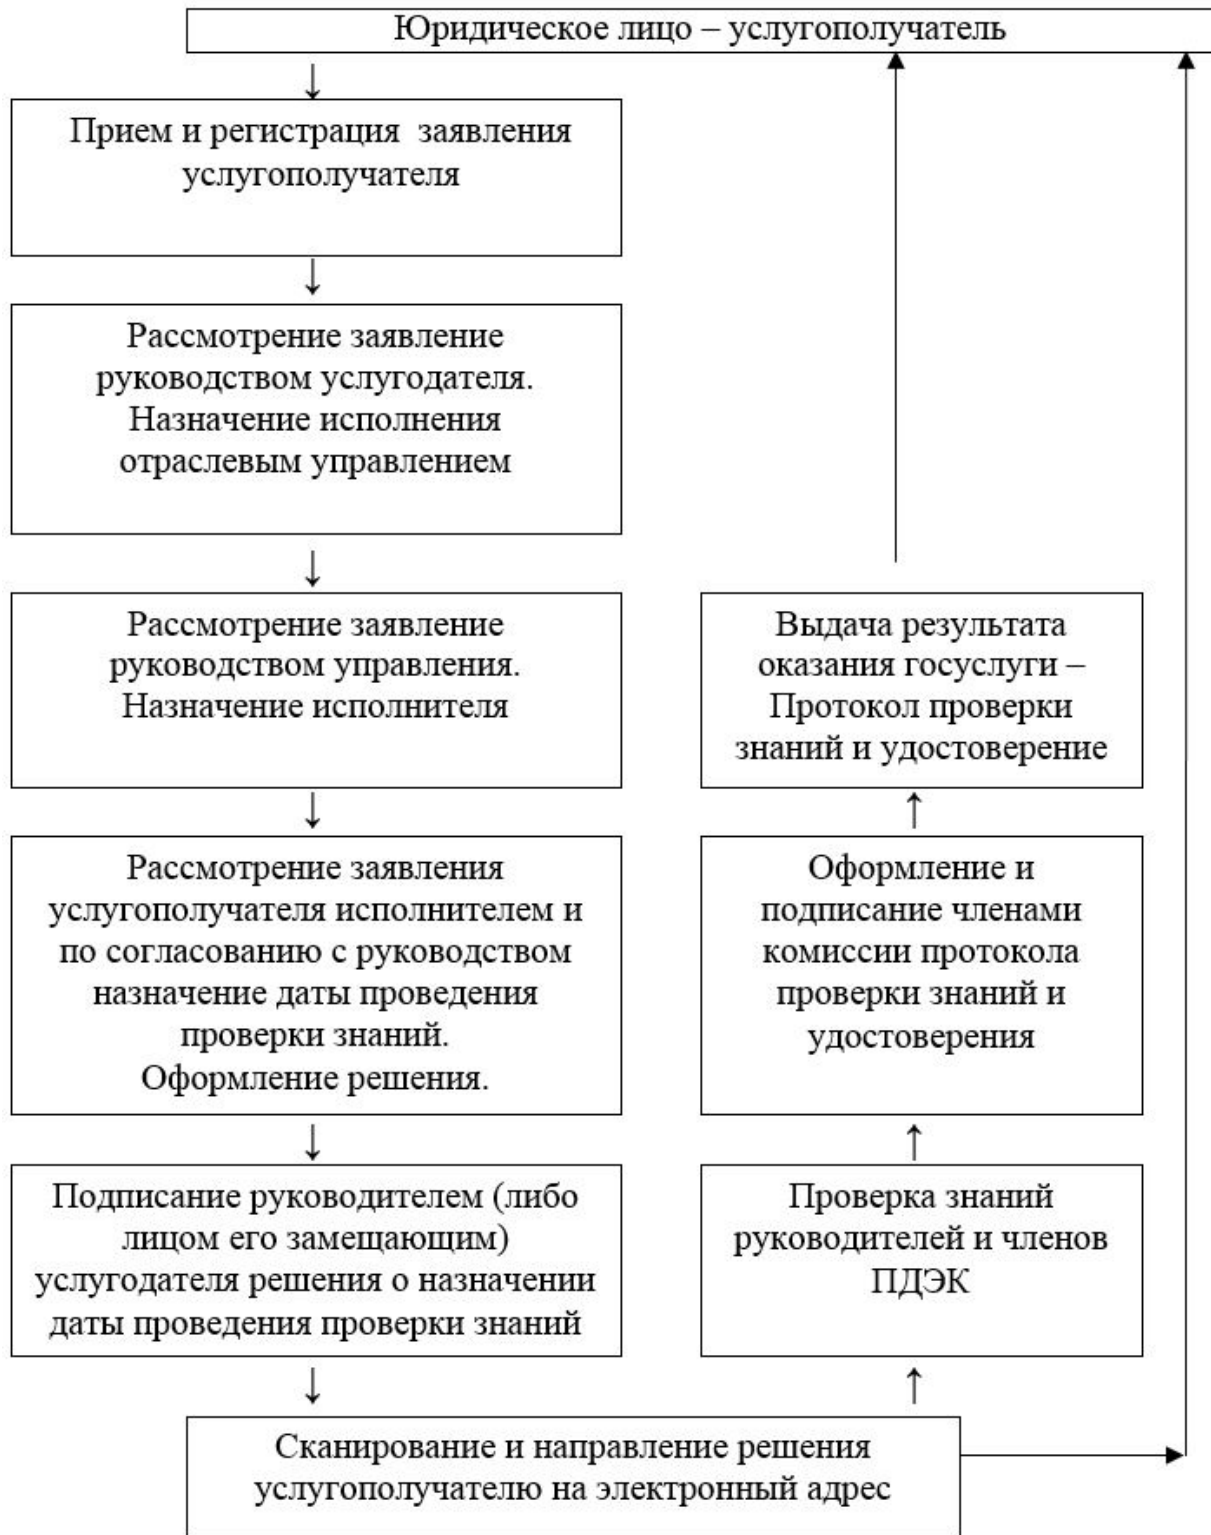 Юридическое лицо – услугополучатель
Прием и регистрация заявления
услугополучателя
Рассмотрение заявление
руководством услугодателя.
Назначение исполнения
отраслевым управлением
Рассмотрение заявление
руководством управления.
Назначение исполнителя
Рассмотрение заявления
услугополучателя исполнителем и
по согласованию с руководством
назначение даты проведения
проверки знаний.
Оформление решения.
Подписание руководителем (либо
лицом его замещающим)
услугодателя решения о назначении
даты проведения проверки знаний
Сканирование и направление решения
услугополучателю на электронный адрес
Проверка знаний
руководителей и членов
ПДЭК
Оформление и
подписание членами
комиссии протокола
проверки знаний и
удостоверения
Выдача результата
оказания госуслуги –
Протокол проверки
знаний и удостоверение